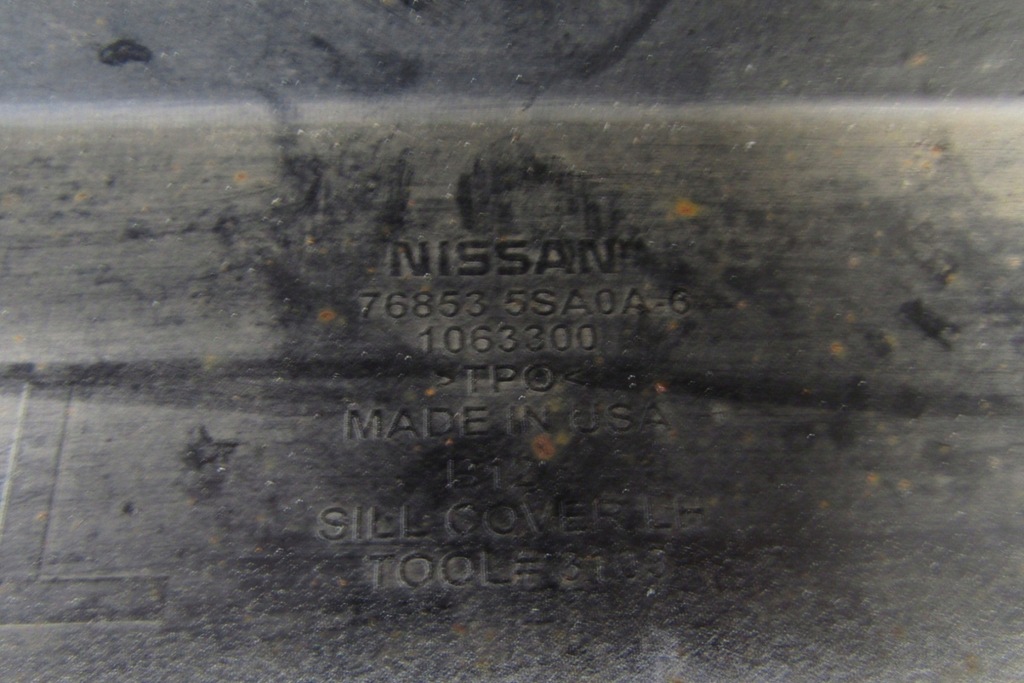 NISSAN
76853 5SA0A-6
1063300
>TPO<
MADE IN USA
SILL COVER LH